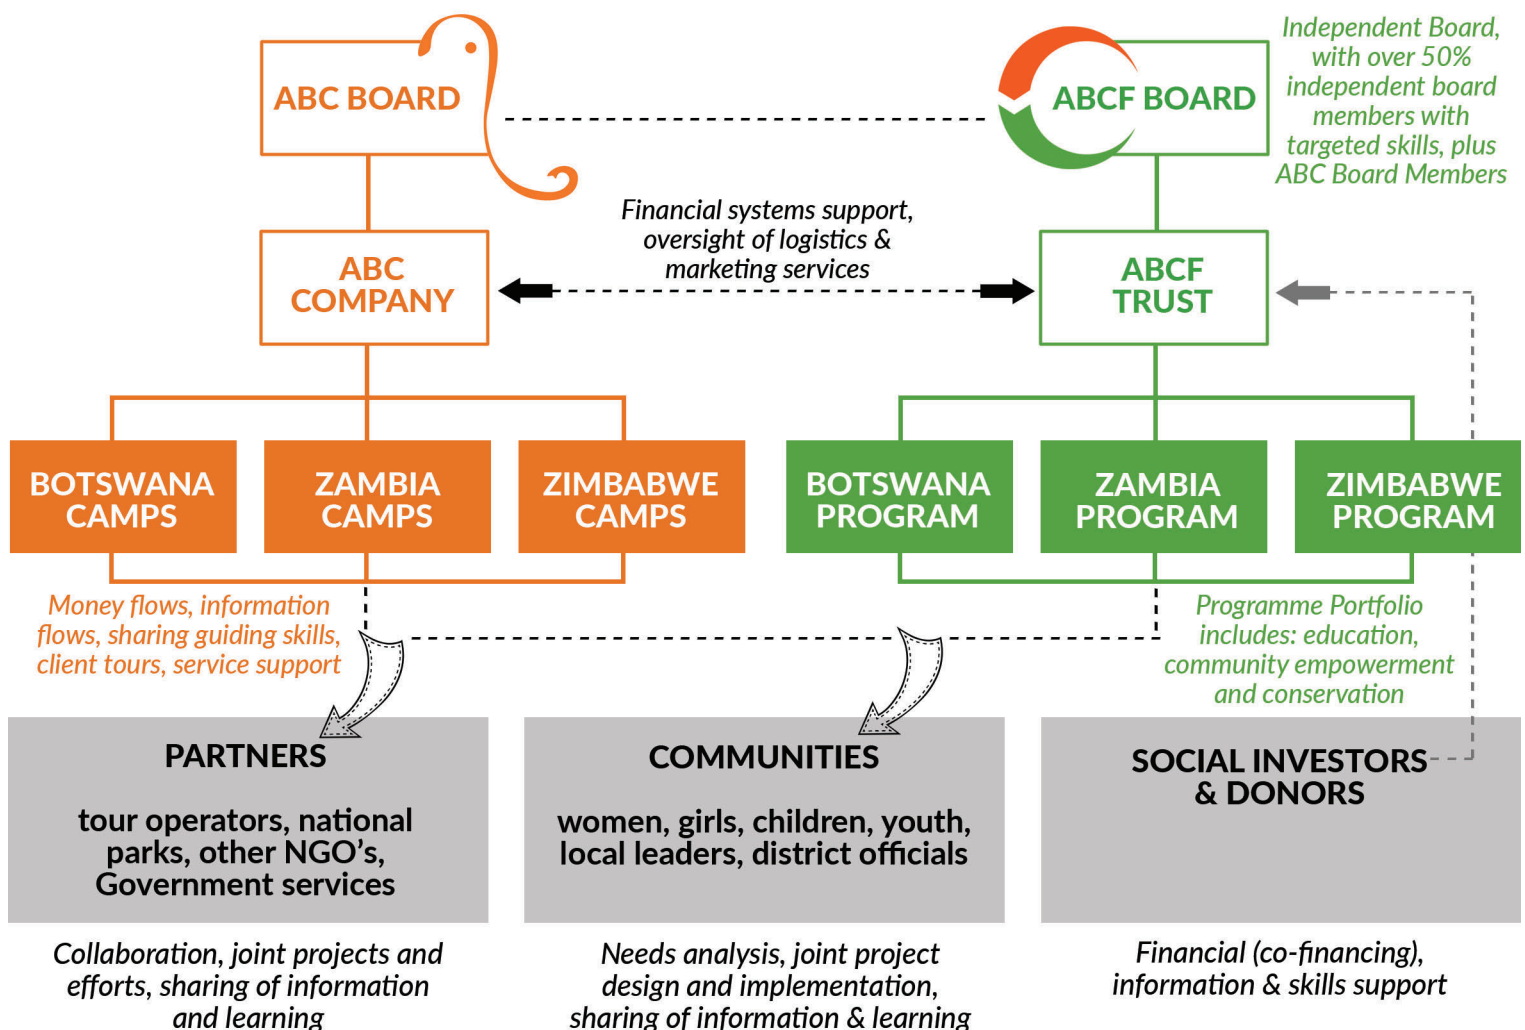 ABC BOARD
ABCF BOARD
Independent Board,
with over 50%
independent board
members with
targeted skills, plus
ABC Board Members
Financial systems support,
oversight of logistics &
marketing services
ABC
COMPANY
ABCF
TRUST
BOTSWANA
CAMPS
ZAMBIA
CAMPS
ZIMBABWE
CAMPS
BOTSWANA
PROGRAM
ZAMBIA
PROGRAM
ZIMBABWE
PROGRAM
Money flows, information
flows, sharing guiding skills,
client tours, service support
Programme Portfolio
includes: education,
community empowerment
and conservation
PARTNERS
tour operators, national
parks, other NGO’s,
Government services
COMMUNITIES
women, girls, children, youth,
local leaders, district officials
SOCIAL INVESTORS
& DONORS
Collaboration, joint projects and
efforts, sharing of information
and learning
Needs analysis, joint project
design and implementation,
sharing of information & learning
Financial (co-financing),
information & skills support